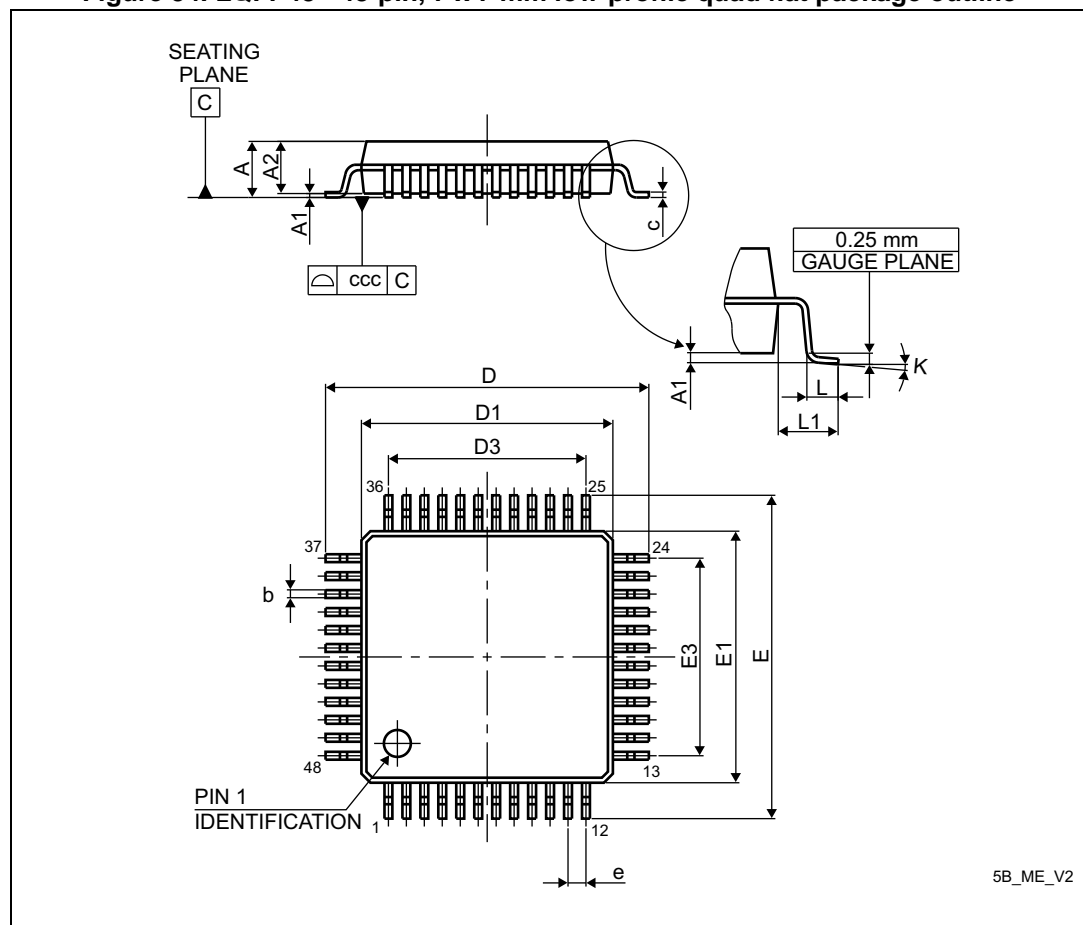 SEATING
PLANE
C
A
A2
A1
c
ccc C
0.25 mm
GAUGE PLANE
A1
K
L
L1
D
D1
D3
36
25
37
24
b
E3
E1
E
48
13
PIN 1
IDENTIFICATION
1
12
e
5B_ME_V2